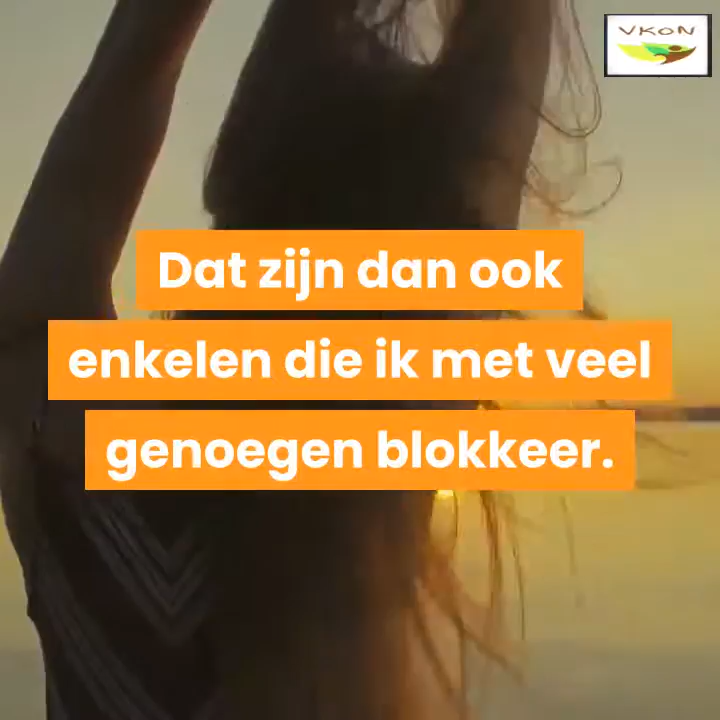 VKoN
Dat zijn dan ook
enkelen die ik met veel
genoegen blokkeer.